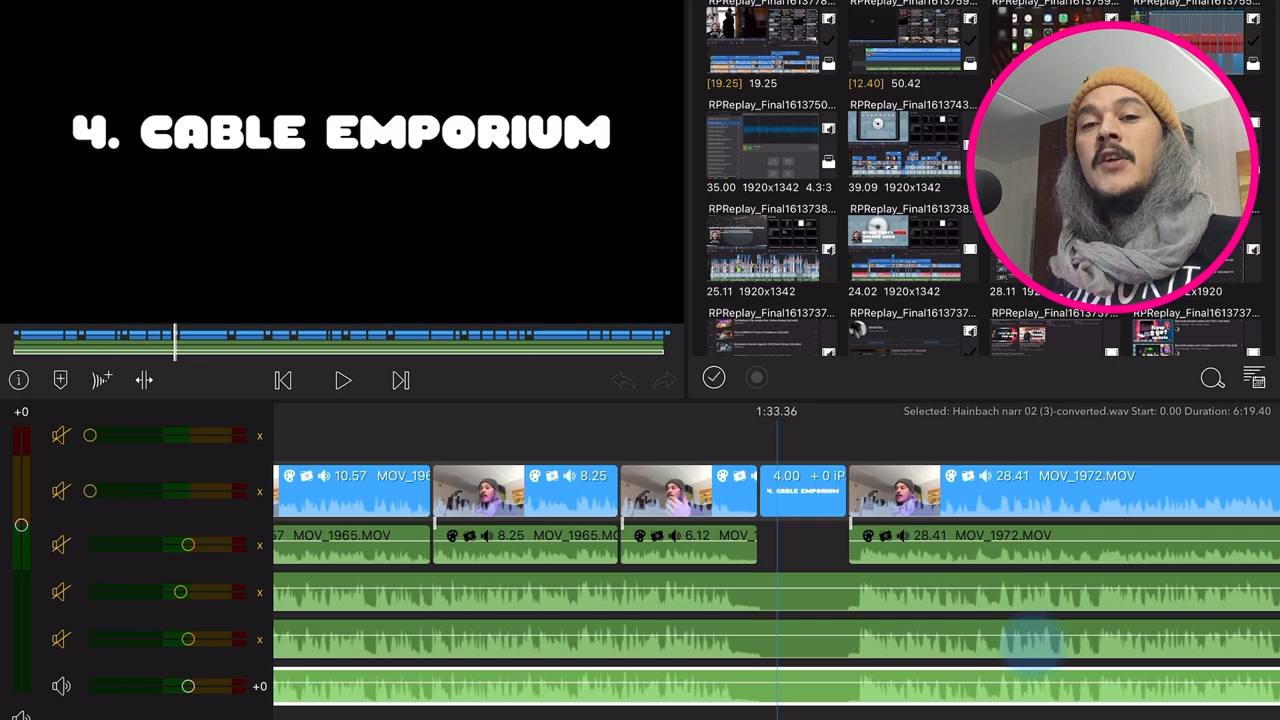 4. CABLE EMPORIUM
RPReplay_Final1613778...
RPReplay_Final1613759...
RPReplay_Final1613759...
RPReplay_Final1613755...
[19.25] 19.25
[12.40] 50.42
RPReplay_Final1613750...
RPReplay_Final1613743...
35.00 1920x1342 4.3:3
39.09 1920x1342
RPReplay_Final1613738...
RPReplay_Final1613738...
25.11 1920x1342
24.02 1920x1342
28.11
RPReplay_Final1613737...
RPReplay_Final1613737...
RPReplay_Final1613737...
RPReplay_Final1613737...
+0
1:33.36
Selected: Hainbach narr 02 (3)-converted.wav Start: 0.00 Duration: 6:19.40
x
x
10.57 MOV_196
8.25
4.00 + 0 iP
4. CABLE EMPORIUM
28.41 MOV_1972.MOV
x
57 MOV_1965.MOV
8.25 MOV_1965.MO
6.12 MOV_1
28.41 MOV_1972.MOV
x
x
+0